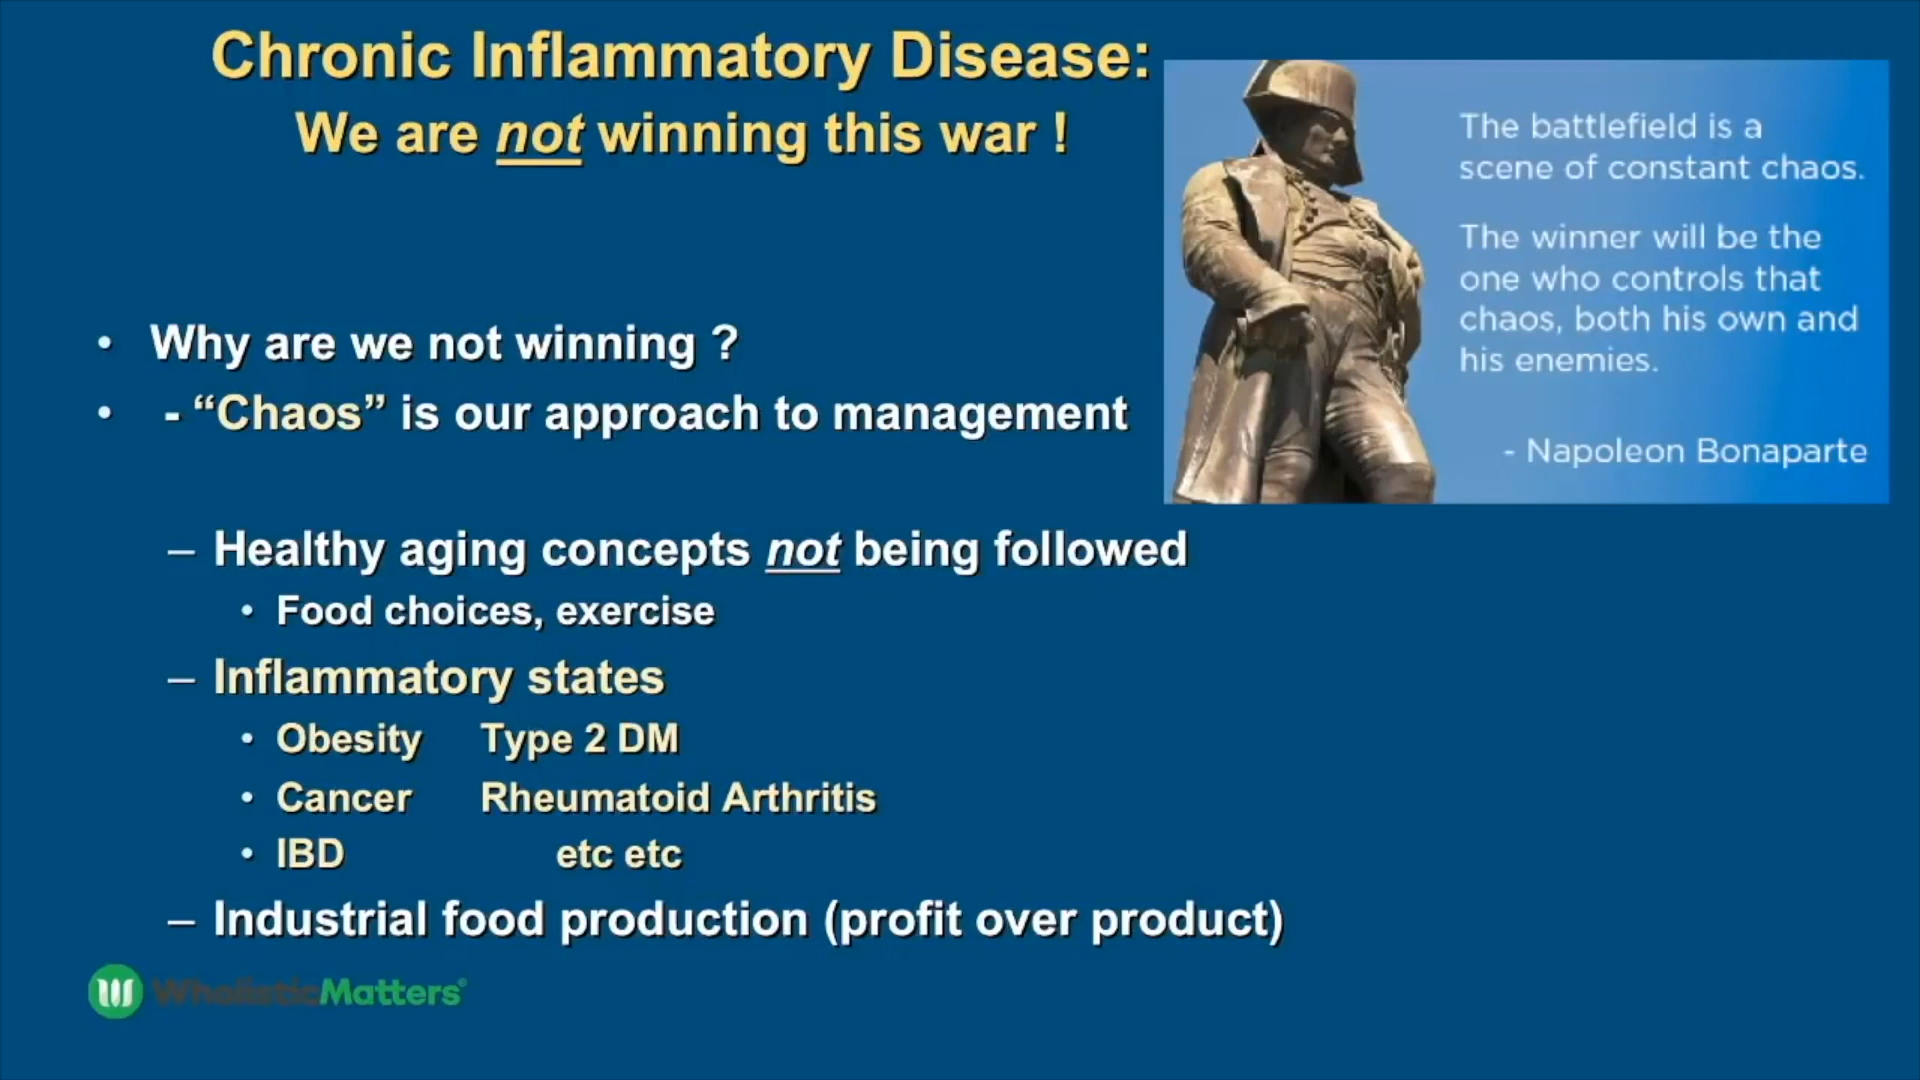 Chronic Inflammatory Disease:
We are not winning this war !
The battlefield is a
scene of constant chaos.
The winner will be the
one who controls that
chaos, both his own and
his enemies.
- Napoleon Bonaparte
• Why are we not winning ?
• - “Chaos” is our approach to management
– Healthy aging concepts not being followed
• Food choices, exercise
– Inflammatory states
• Obesity Type 2 DM
• Cancer Rheumatoid Arthritis
• IBD etc etc
– Industrial food production (profit over product)
WholisticMatters®